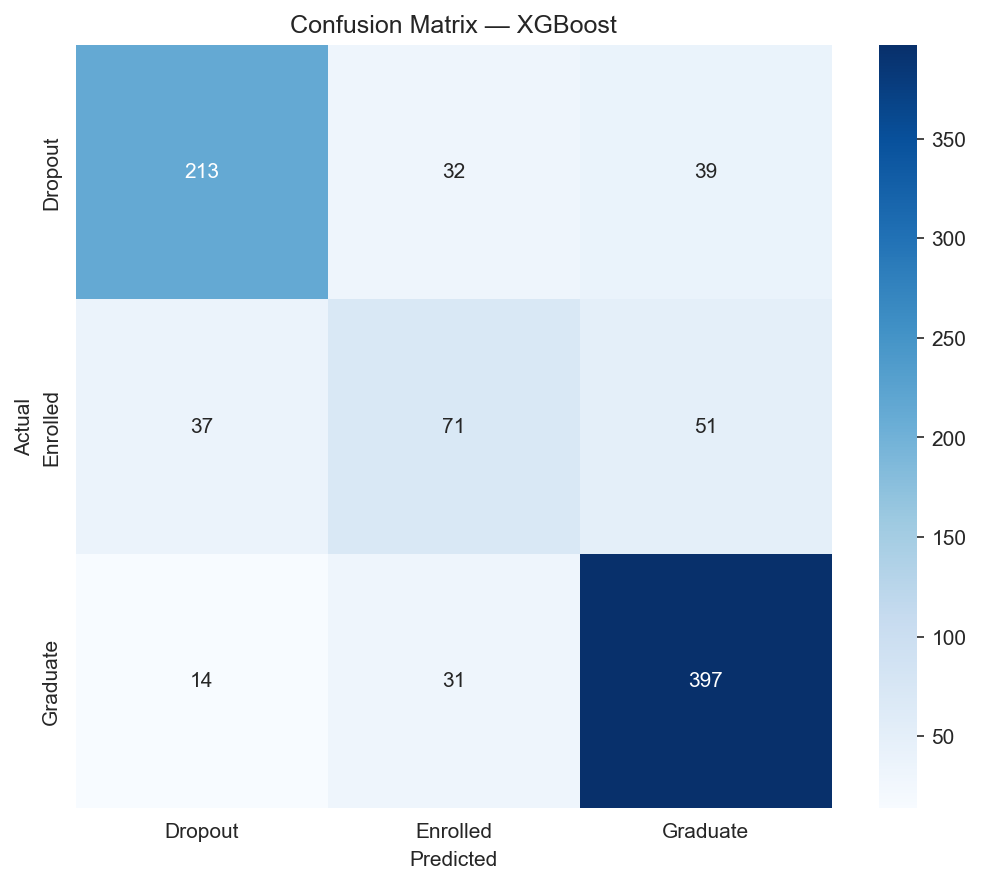 Confusion Matrix — XGBoost
Actual
Dropout
213
32
39
Enrolled
37
71
51
Graduate
14
31
397
Dropout
Enrolled
Graduate
Predicted
350
300
250
200
150
100
50